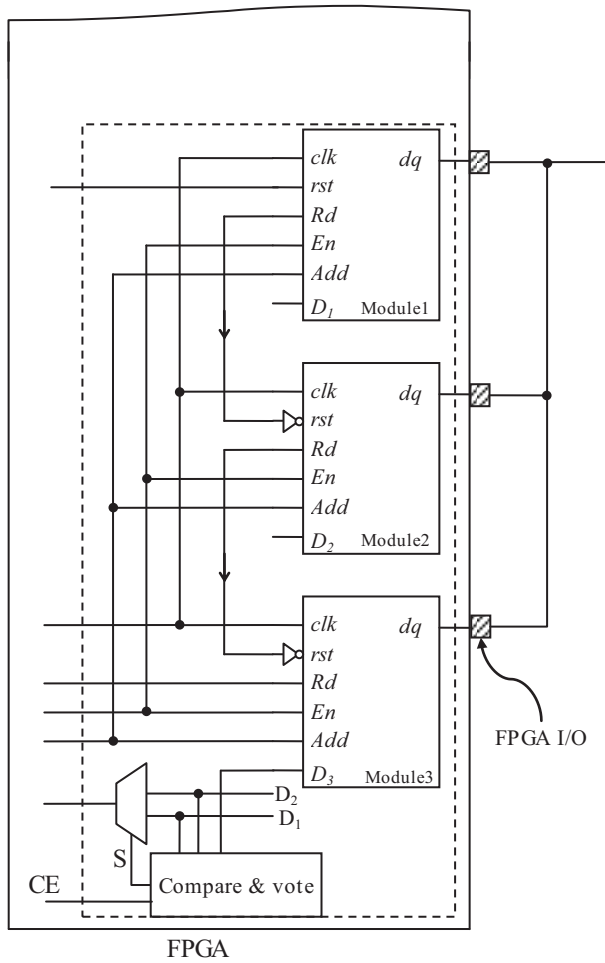 clk dq
rst
Rd
En
Add
D1 Module1
clk dq
rst
Rd
En
Add
D2 Module2
clk dq
rst
Rd
En
Add
D3 Module3
FPGA I/O
D2
D1
S
CE Compare & vote
FPGA